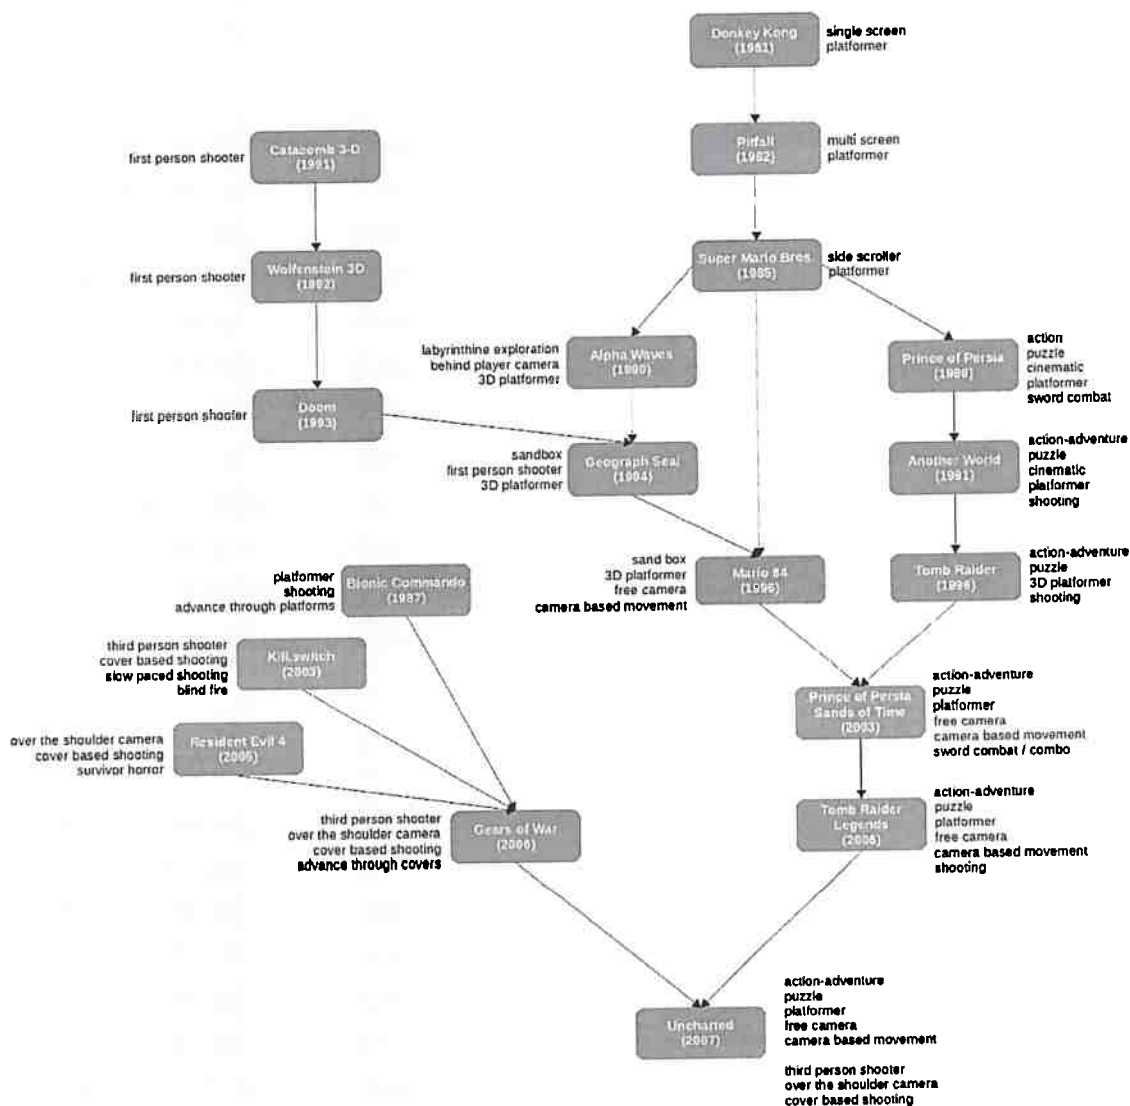 Donkey Kong
(1981)
single screen
platformer
Pitfall
(1982)
multi screen
platformer
first person shooter
Catacomb 3-D
(1991)
Super Mario Bros.
(1985)
side scroller
platformer
first person shooter
Wolfenstein 3D
(1992)
labyrinthine exploration
behind player camera
3D platformer
Alpha Waves
(1990)
Prince of Persia
(1989)
action
puzzle
cinematic
platformer
sword combat
first person shooter
Doom
(1993)
sandbox
first person shooter
3D platformer
Geograph Seal
(1994)
Another World
(1991)
action-adventure
puzzle
cinematic
platformer
shooting
sand box
3D platformer
free camera
camera based movement
Mario 64
(1996)
Tomb Raider
(1996)
action-adventure
puzzle
3D platformer
shooting
platformer
shooting
advance through platforms
Bionic Commando
(1987)
third person shooter
cover based shooting
slow paced shooting
blind fire
Kill.switch
(2003)
Prince of Persia
Sands of Time
(2003)
action-adventure
puzzle
platformer
free camera
camera based movement
sword combat / combo
over the shoulder camera
cover based shooting
survivor horror
Resident Evil 4
(2005)
third person shooter
over the shoulder camera
cover based shooting
advance through covers
Gears of War
(2006)
Tomb Raider
Legends
(2006)
action-adventure
puzzle
platformer
free camera
camera based movement
shooting
Uncharted
(2007)
action-adventure
puzzle
platformer
free camera
camera based movement
third person shooter
over the shoulder camera
cover based shooting